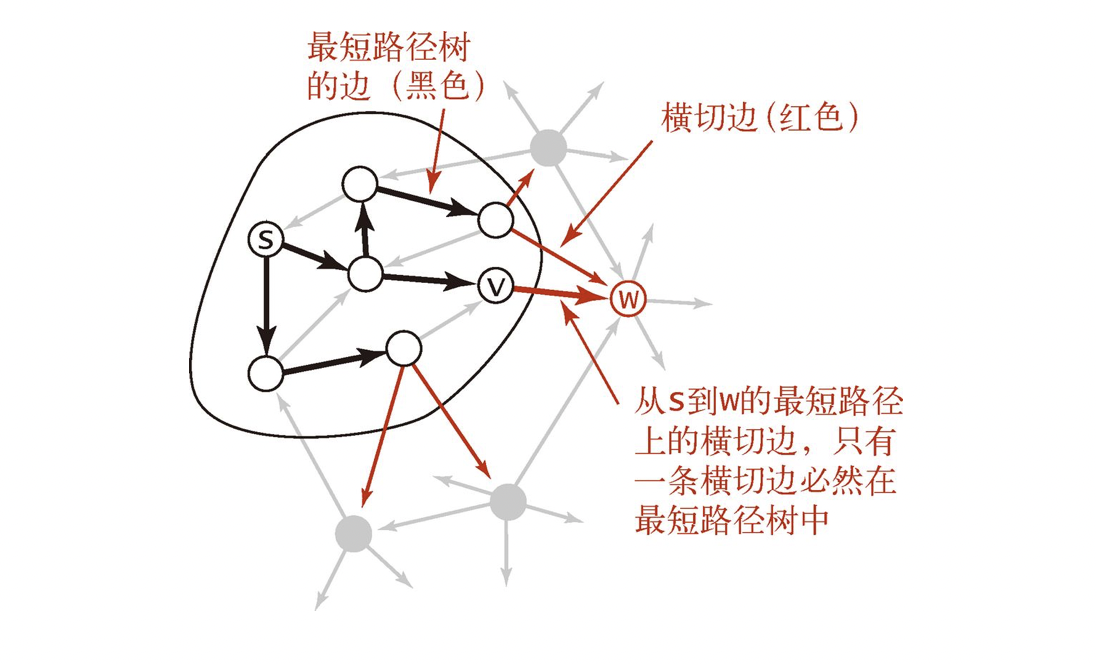 最短路径树
的边（黑色）
横切边(红色)
S
V
W
从s到w的最短路径
上的横切边，只有
一条横切边必然在
最短路径树中